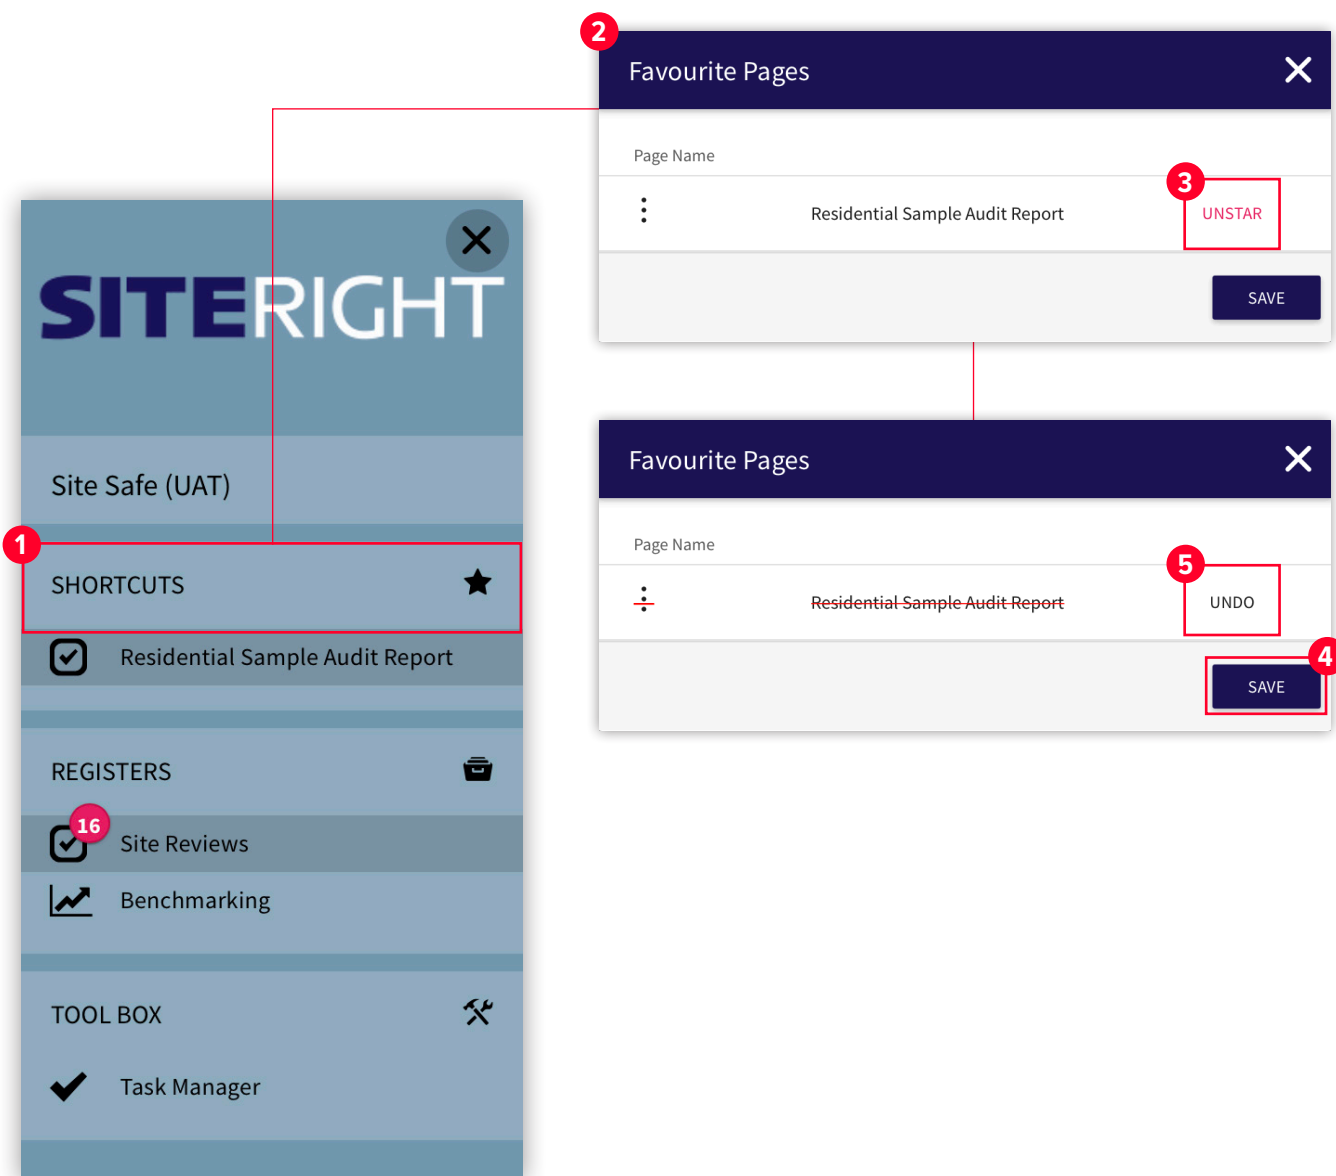 SITERIGHT
Site Safe (UAT)
1
SHORTCUTS
Residential Sample Audit Report
REGISTERS
16
Site Reviews
Benchmarking
TOOL BOX
Task Manager
2
Favourite Pages
Page Name
3
Residential Sample Audit Report UNSTAR
SAVE
Favourite Pages
Page Name
5
Residential Sample Audit Report UNDO
4
SAVE